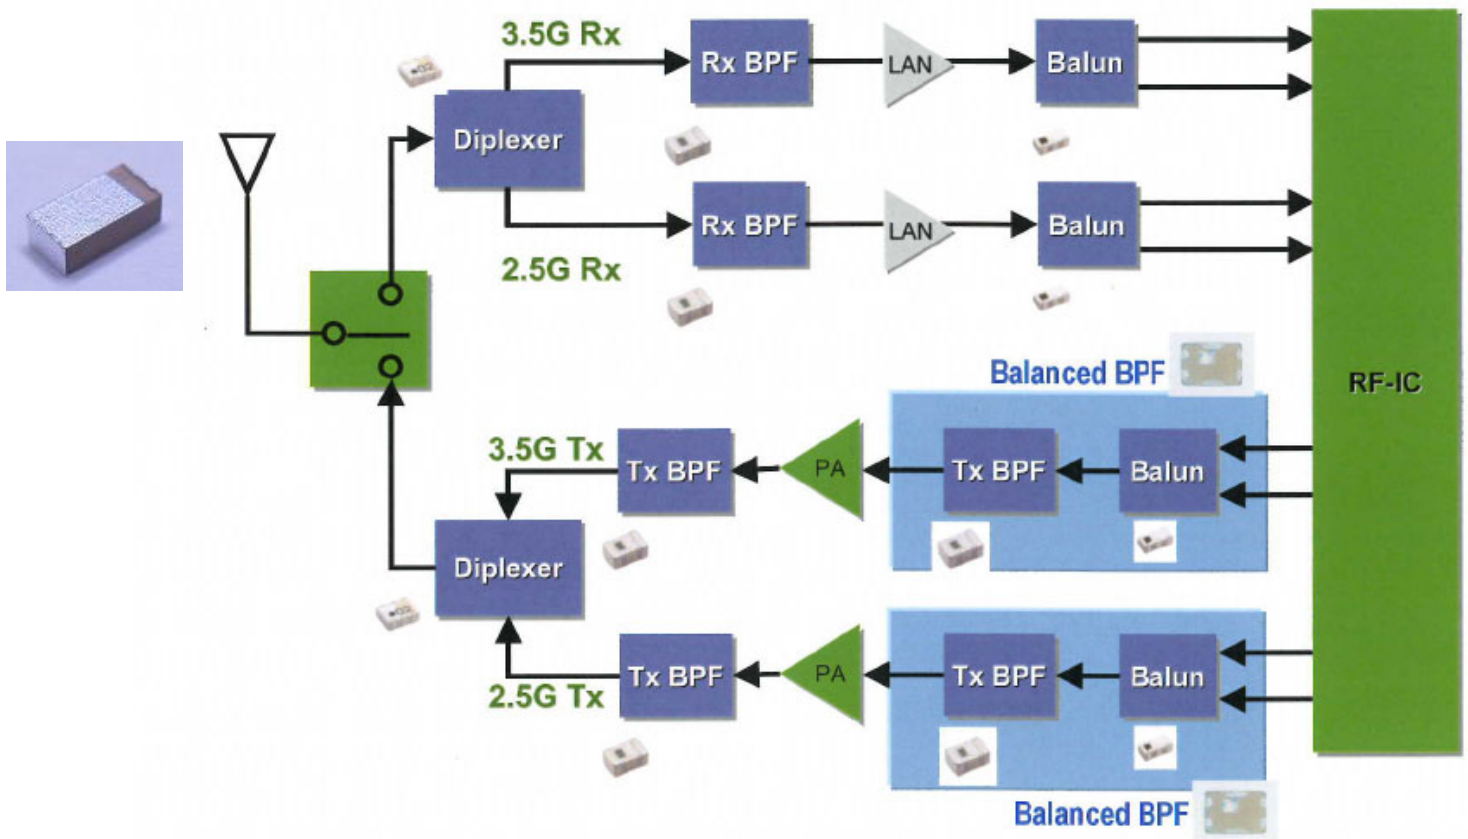 3.5G Rx
Rx BPF
LAN
Balun
Diplexer
Rx BPF
LAN
Balun
2.5G Rx
Balanced BPF
RF-IC
3.5G Tx
Tx BPF
PA
Tx BPF
Balun
Diplexer
Tx BPF
PA
Tx BPF
Balun
2.5G Tx
Balanced BPF